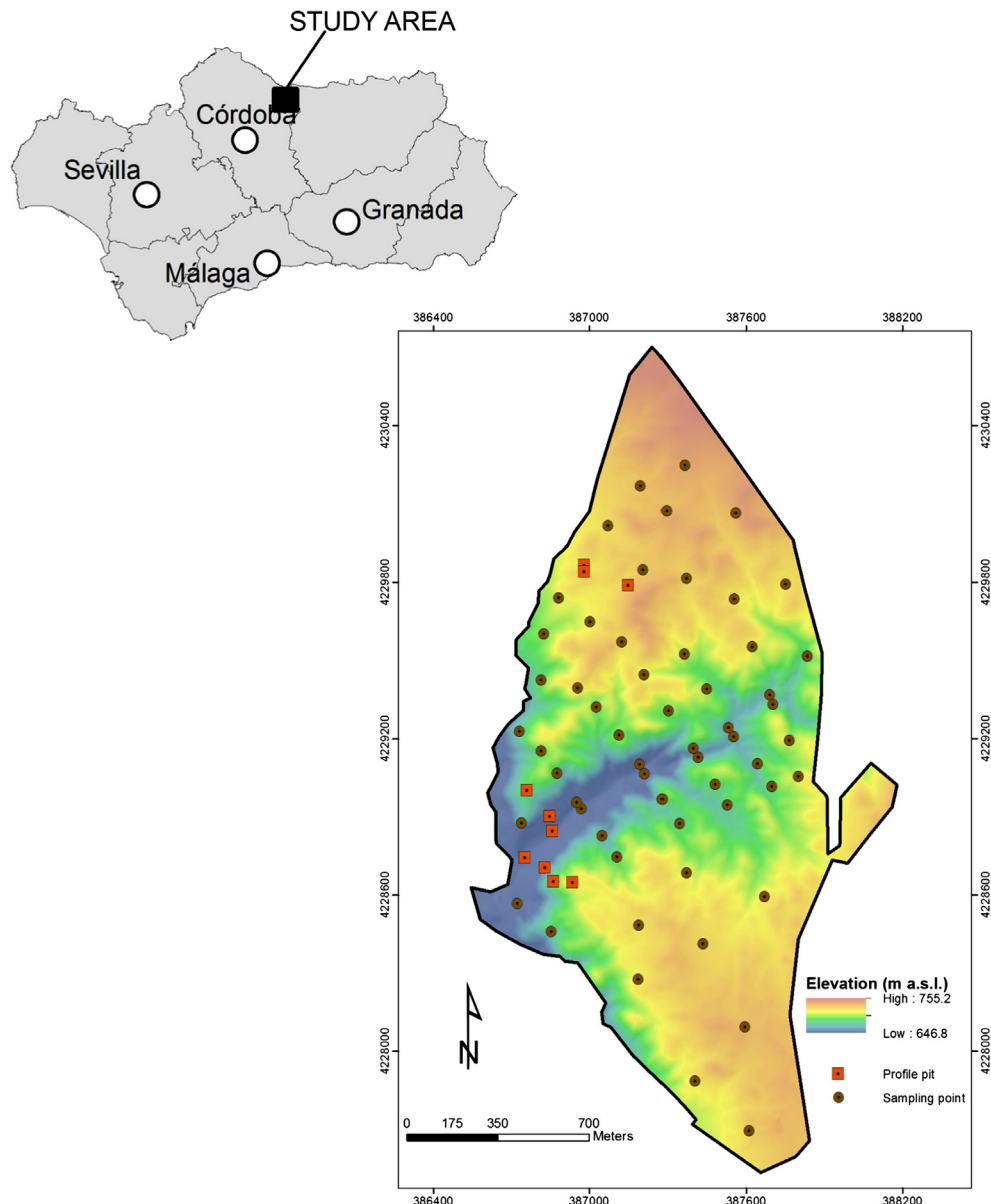 STUDY AREA
Córdoba
Sevilla
Granada
Málaga
386400 387000 387600 388200
4230400 4230400
4229800 4229800
4229200 4229200
4228600 4228600
4228000 4228000
Elevation (m a.s.l.)
High : 755.2
Low : 646.8
N
Profile pit
Sampling point
0 175 350 700
Meters
386400 387000 387600 388200